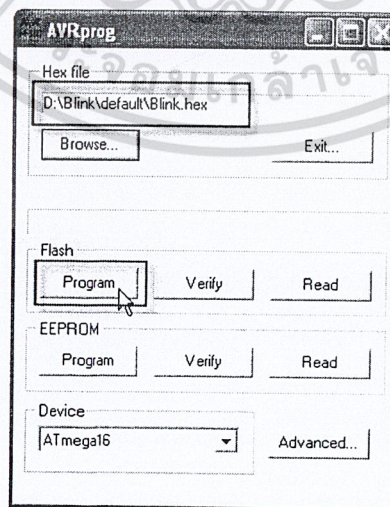 AVRprog
Hex file
D:\Blink\default\Blink.hex
Browse...
Exit...
Flash
Program
Verify
Read
EEPROM
Program
Verify
Read
Device
ATmega16
Advanced...